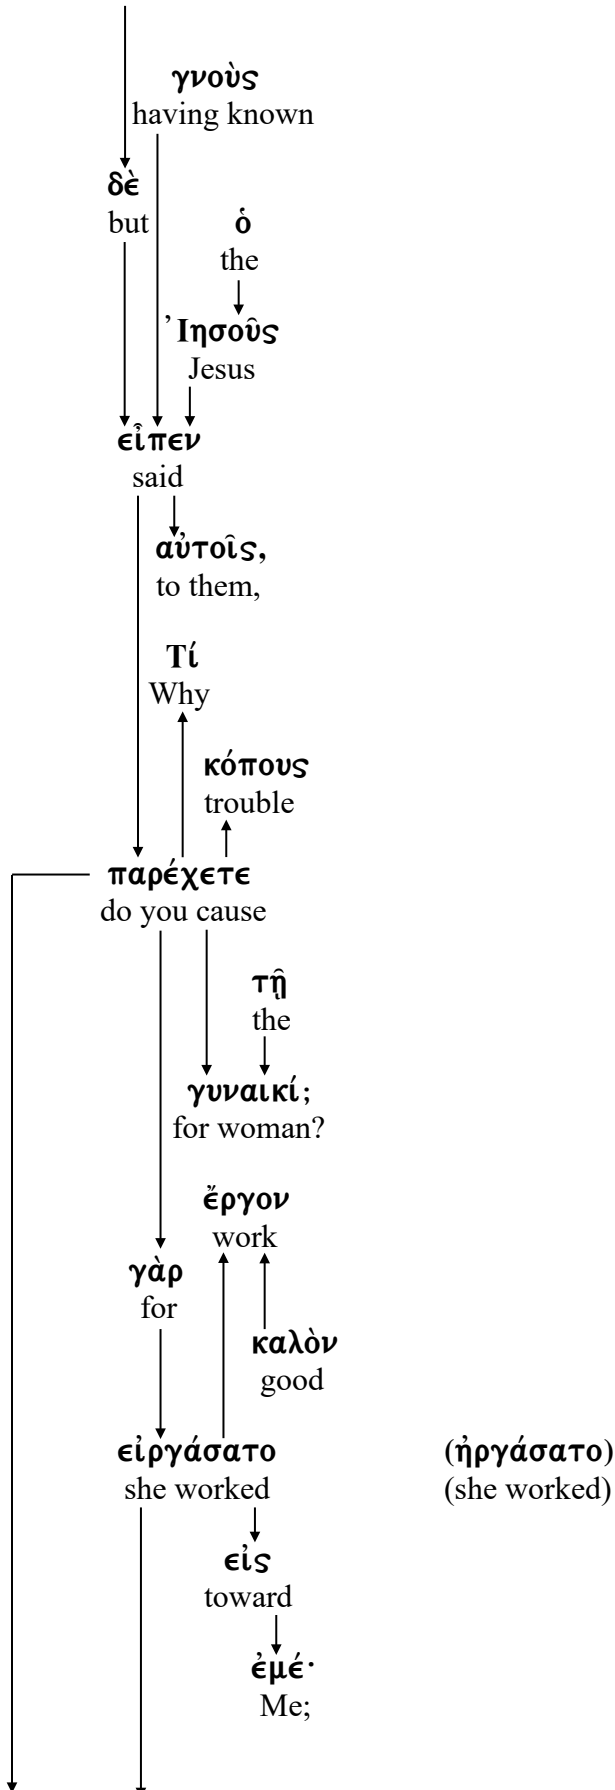 γνοὺς
having known
δὲ
but
ὁ
the
᾿Ιησοῦς
Jesus
εἶπεν
said
αὐτοῖς,
to them,
Τί
Why
κόπους
trouble
παρέχετε
do you cause
τῇ
the
γυναικί;
for woman?
ἔργον
work
γὰρ
for
καλὸν
good
εἰργάσατο (ἠργάσατο)
she worked (she worked)
εἰς
toward
ἐμέ·
Me;